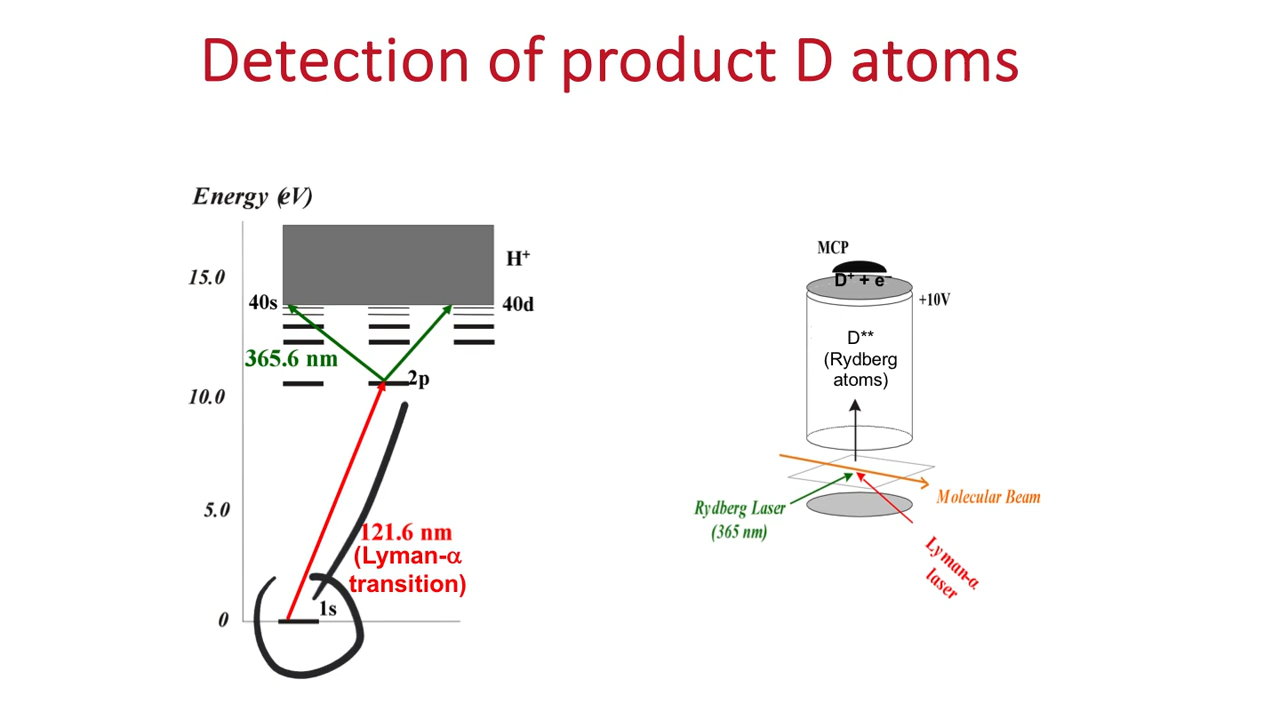 Detection of product D atoms
Energy (eV)
15.0
10.0
5.0
0
H⁺
40s
40d
365.6 nm
2p
121.6 nm
(Lyman-α
transition)
1s
MCP
D⁺ + e⁻
+10V
D**
(Rydberg
atoms)
Molecular Beam
Rydberg Laser
(365 nm)
Lyman-α
laser